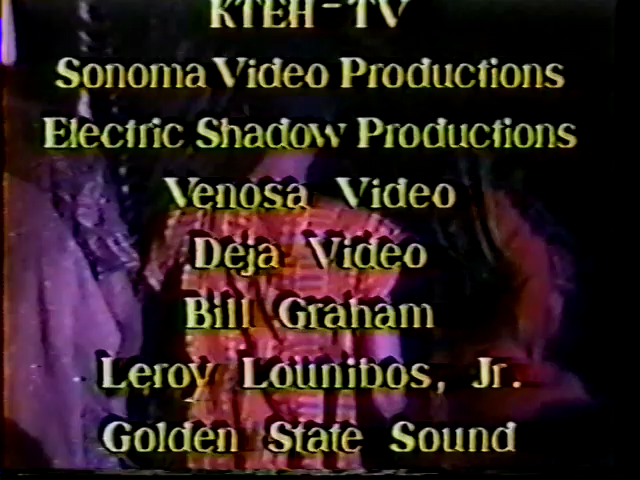 KTEH-TV
Sonoma Video Productions
Electric Shadow Productions
Venosa Video
Deja Video
Bill Graham
Leroy Lounibos, Jr.
Golden State Sound